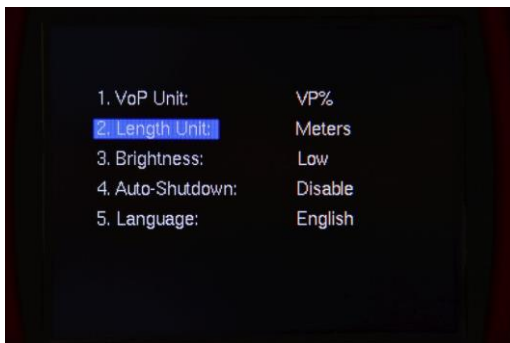 1. VoP Unit: VP%
2. Length Unit: Meters
3. Brightness: Low
4. Auto-Shutdown: Disable
5. Language: English